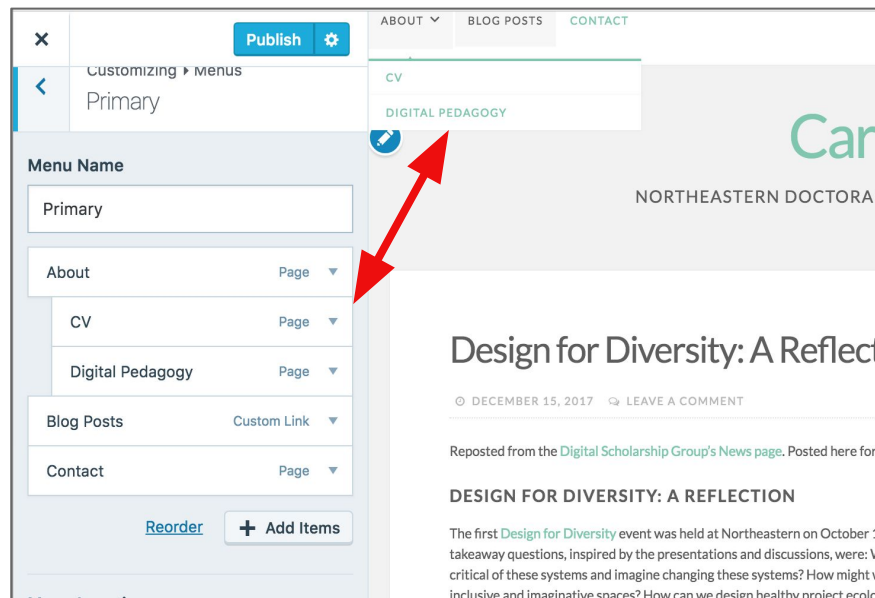 Publish
Customizing ▸ Menus
Primary
Menu Name
Primary
About Page
CV Page
Digital Pedagogy Page
Blog Posts Custom Link
Contact Page
Reorder + Add Items
ABOUT BLOG POSTS CONTACT
CV
DIGITAL PEDAGOGY
NORTHEASTERN DOCTORA
Design for Diversity: A Reflect
DECEMBER 15, 2017 LEAVE A COMMENT
Reposted from the Digital Scholarship Group's News page. Posted here for
DESIGN FOR DIVERSITY: A REFLECTION
The first Design for Diversity event was held at Northeastern on October 1
takeaway questions, inspired by the presentations and discussions, were: W
critical of these systems and imagine changing these systems? How might w
inclusive and imaginative spaces? How can we design healthy project ecolo